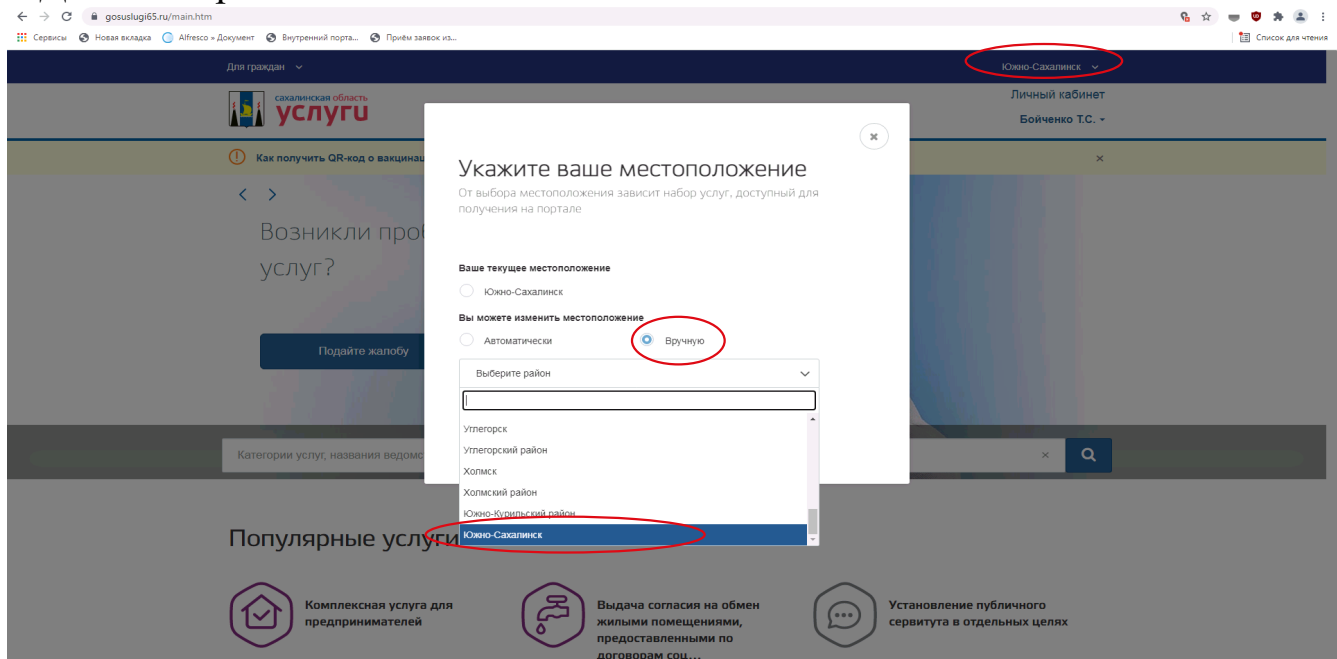 gosuslugi65.ru/main.htm
Сервисы Новая вкладка Alfresco » Документ Внутренний порта... Приём заявок из... Список для чтения
Для граждан Южно-Сахалинск
сахалинская область
услуги
Личный кабинет
Бойченко Т.С.
Как получить QR-код о вакцинац
Укажите ваше местоположение
От выбора местоположения зависит набор услуг, доступный для
получения на портале
Возникли про
услуг?
Подайте жалобу
Ваше текущее местоположение
Южно-Сахалинск
Вы можете изменить местоположение
Автоматически Вручную
Выберите район
Углегорск
Углегорский район
Холмск
Холмский район
Южно-Курильский район
Южно-Сахалинск
Категории услуг, названия ведомс
Популярные услуги
Комплексная услуга для
предпринимателей
Выдача согласия на обмен
жилыми помещениями,
предоставленными по
договорам соц...
Установление публичного
сервитута в отдельных целях